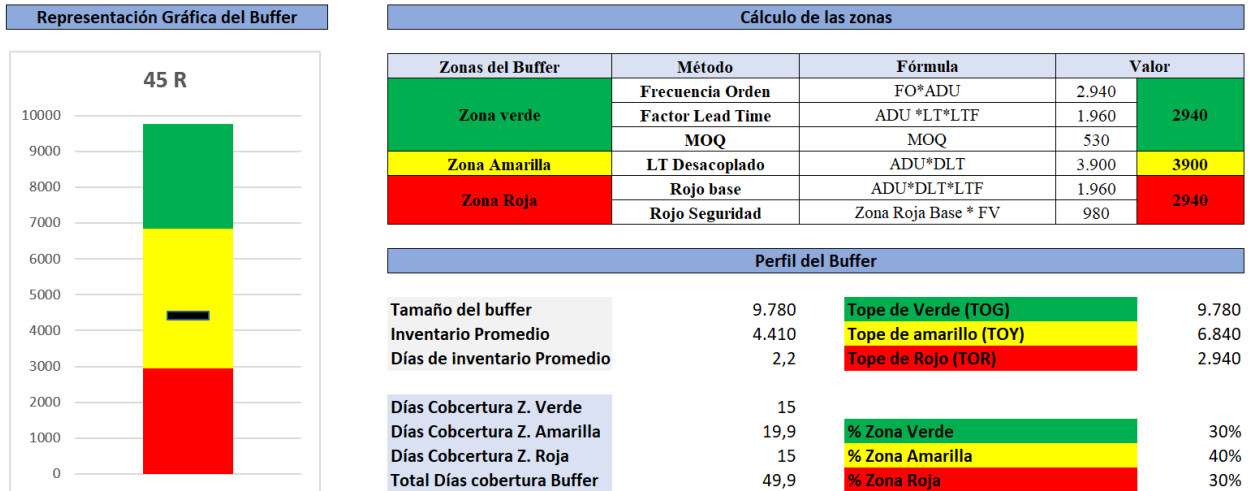 Representación Gráfica del Buffer
45 R
10000
9000
8000
7000
6000
5000
4000
3000
2000
1000
0
Cálculo de las zonas
Zonas del Buffer Método Fórmula Valor
Zona verde Frecuencia Orden FO*ADU 2.940 2940
Factor Lead Time ADU *LT*LTF 1.960
MOQ MOQ 530
Zona Amarilla LT Desacoplado ADU*DLT 3.900 3900
Zona Roja Rojo base ADU*DLT*LTF 1.960 2940
Rojo Seguridad Zona Roja Base * FV 980
Perfil del Buffer
Tamaño del buffer 9.780 Tope de Verde (TOG) 9.780
Inventario Promedio 4.410 Tope de amarillo (TOY) 6.840
Días de inventario Promedio 2,2 Tope de Rojo (TOR) 2.940
Días Cobcertura Z. Verde 15
Días Cobcertura Z. Amarilla 19,9 % Zona Verde 30%
Días Cobcertura Z. Roja 15 % Zona Amarilla 40%
Total Días cobertura Buffer 49,9 % Zona Roja 30%